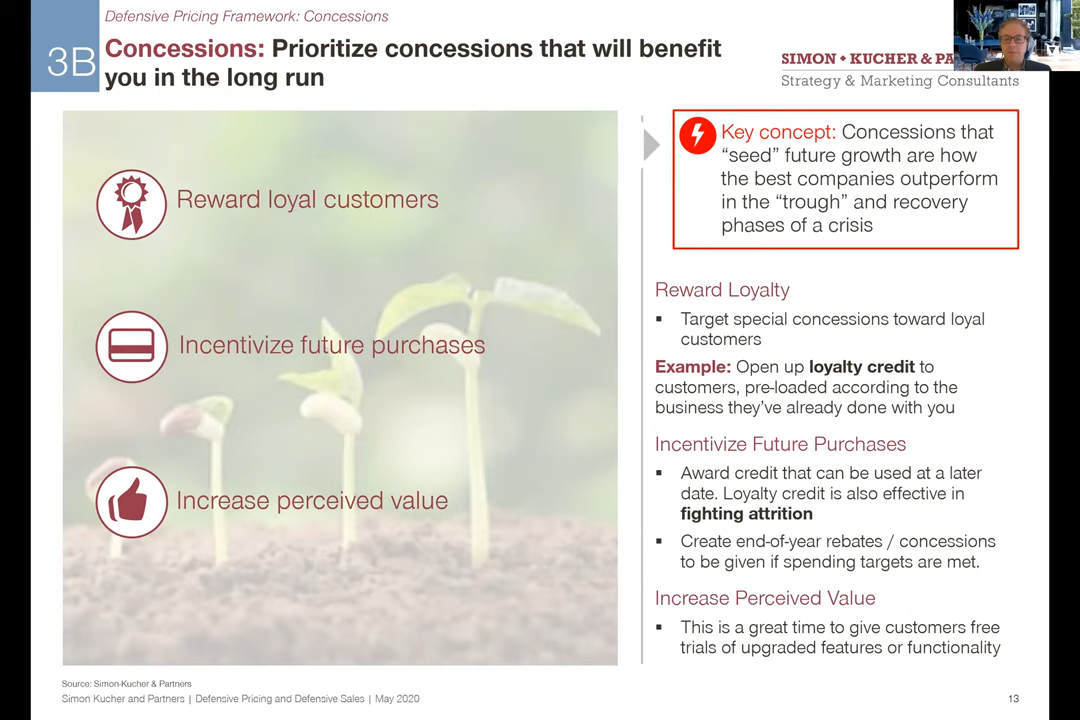 Defensive Pricing Framework: Concessions
3B
Concessions: Prioritize concessions that will benefit
you in the long run
SIMON • KUCHER & PA
Strategy & Marketing Consultants
Reward loyal customers
Incentivize future purchases
Increase perceived value
Key concept: Concessions that
“seed” future growth are how
the best companies outperform
in the “trough” and recovery
phases of a crisis
Reward Loyalty
▪ Target special concessions toward loyal
customers
Example: Open up loyalty credit to
customers, pre-loaded according to the
business they’ve already done with you
Incentivize Future Purchases
▪ Award credit that can be used at a later
date. Loyalty credit is also effective in
fighting attrition
▪ Create end-of-year rebates / concessions
to be given if spending targets are met.
Increase Perceived Value
▪ This is a great time to give customers free
trials of upgraded features or functionality
Source: Simon-Kucher & Partners
Simon Kucher and Partners | Defensive Pricing and Defensive Sales | May 2020
13